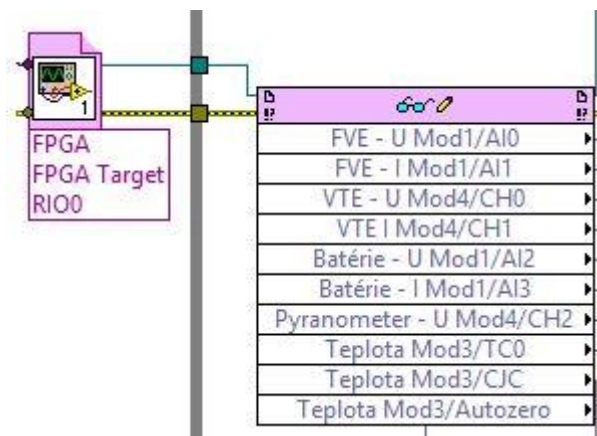 1
FPGA
FPGA Target
RIO0
FVE - U Mod1/AI0
FVE - I Mod1/AI1
VTE - U Mod4/CH0
VTE I Mod4/CH1
Batérie - U Mod1/AI2
Batérie - I Mod1/AI3
Pyranometer - U Mod4/CH2
Teplota Mod3/TC0
Teplota Mod3/CJC
Teplota Mod3/Autozero